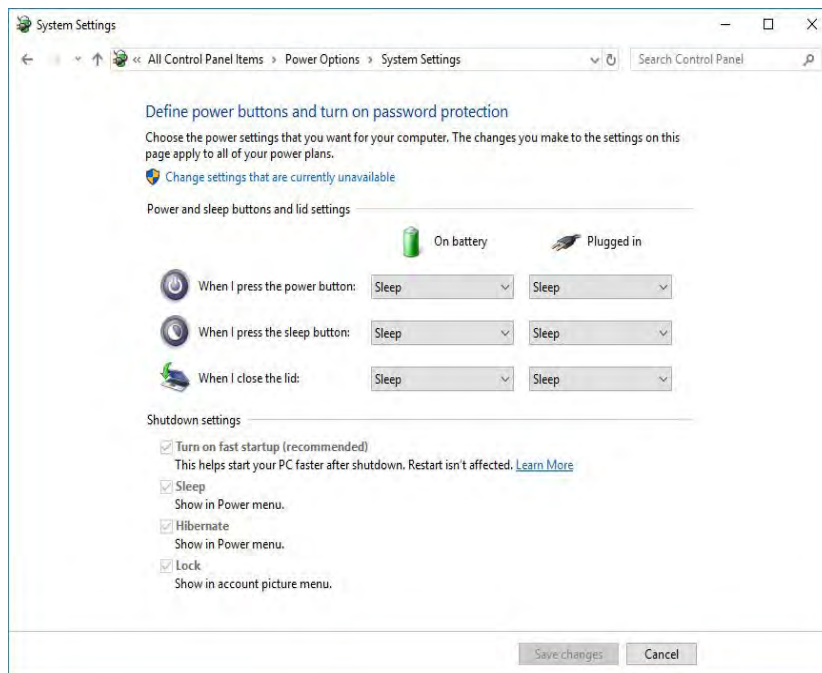 System Settings
« All Control Panel Items > Power Options > System Settings
Search Control Panel
Define power buttons and turn on password protection
Choose the power settings that you want for your computer. The changes you make to the settings on this
page apply to all of your power plans.
Change settings that are currently unavailable
Power and sleep buttons and lid settings
On battery Plugged in
When I press the power button: Sleep Sleep
When I press the sleep button: Sleep Sleep
When I close the lid: Sleep Sleep
Shutdown settings
Turn on fast startup (recommended)
This helps start your PC faster after shutdown. Restart isn't affected. Learn More
Sleep
Show in Power menu.
Hibernate
Show in Power menu.
Lock
Show in account picture menu.
Save changes Cancel